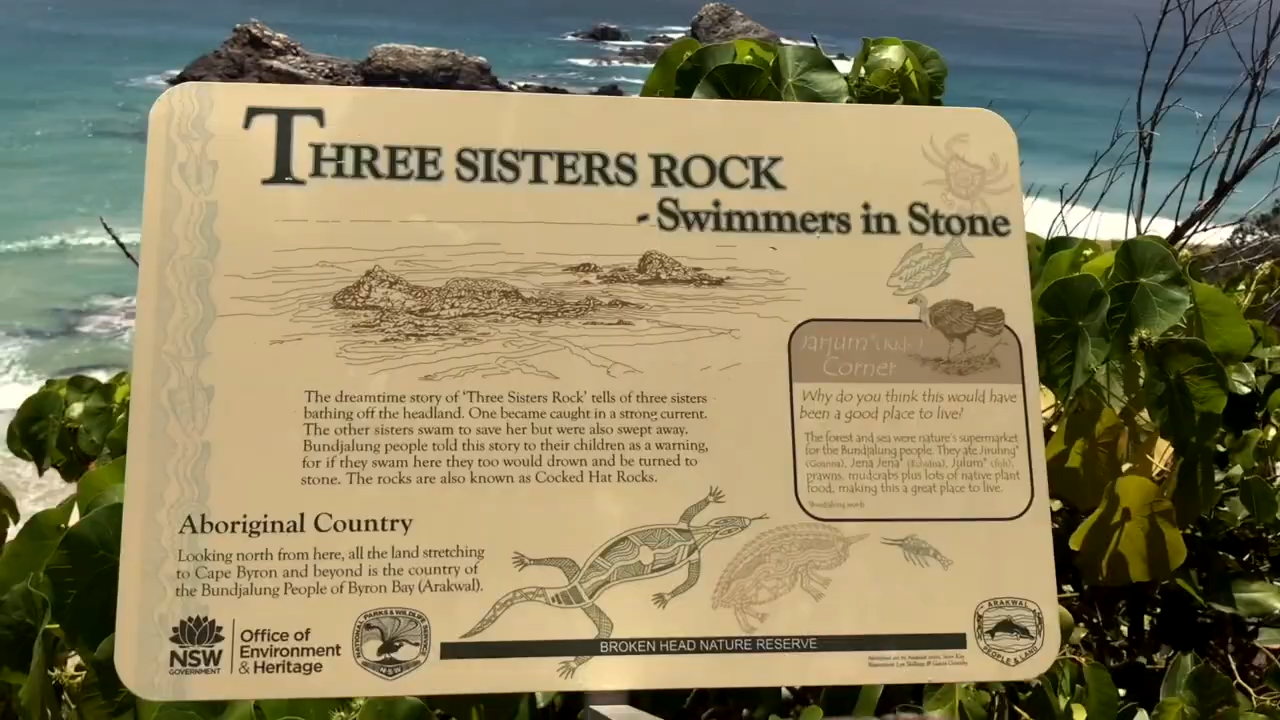 THREE SISTERS ROCK
- Swimmers in Stone
The dreamtime story of 'Three Sisters Rock' tells of three sisters
bathing off the headland. One became caught in a strong current.
The other sisters swam to save her but were also swept away.
Bundjalung people told this story to their children as a warning,
for if they swam here they too would drown and be turned to
stone. The rocks are also known as Cocked Hat Rocks.
Jarjum* (Kids)
Corner
Why do you think this would have
been a good place to live?
The forest and sea were nature's supermarket
for the Bundjalung people. They ate Jiruhng*
(Goanna), Jena Jena* (Echidna), Julum* (fish),
prawns, mudcrabs plus lots of native plant
food, making this a great place to live.
*Bundjalung words
Aboriginal Country
Looking north from here, all the land stretching
to Cape Byron and beyond is the country of
the Bundjalung People of Byron Bay (Arakwal).
NSW
GOVERNMENT
Office of
Environment
& Heritage
NATIONAL PARKS & WILDLIFE SERVICE
NSW
BROKEN HEAD NATURE RESERVE
ARAKWAL
PEOPLE & LAND